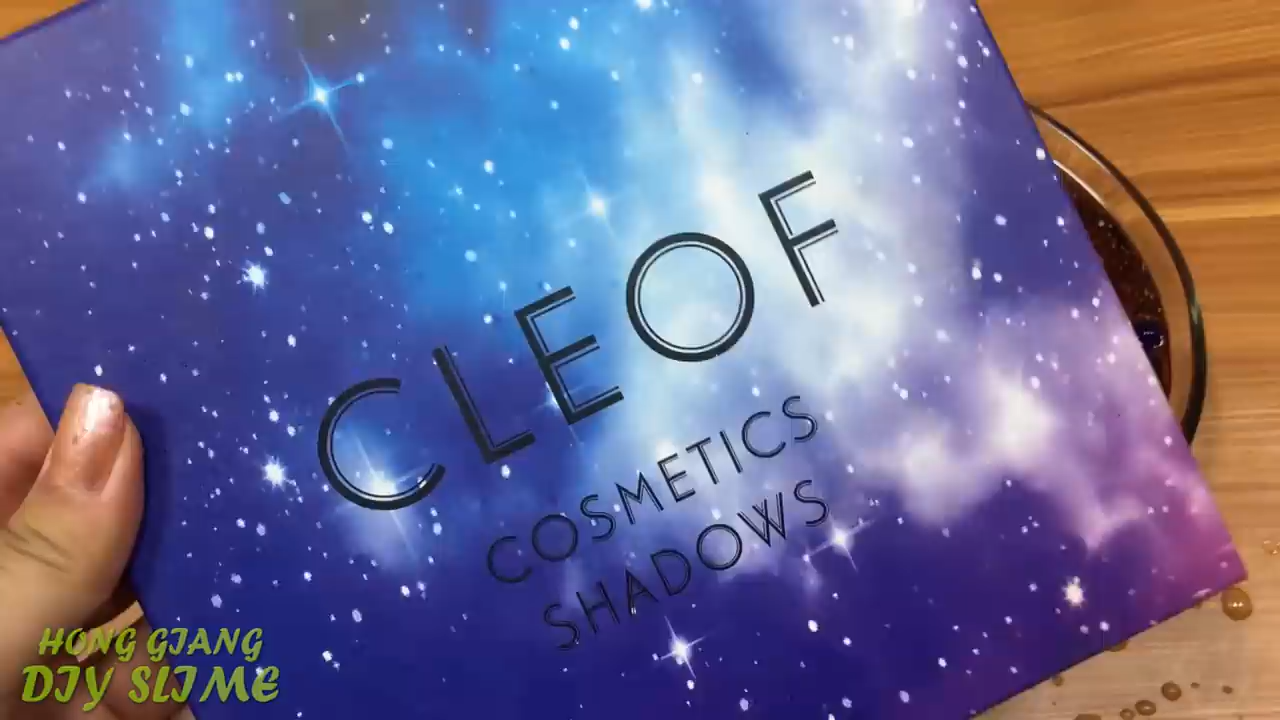 CLEOF
COSMETICS
SHADOWS
HONG GIANG
DIY SLIME